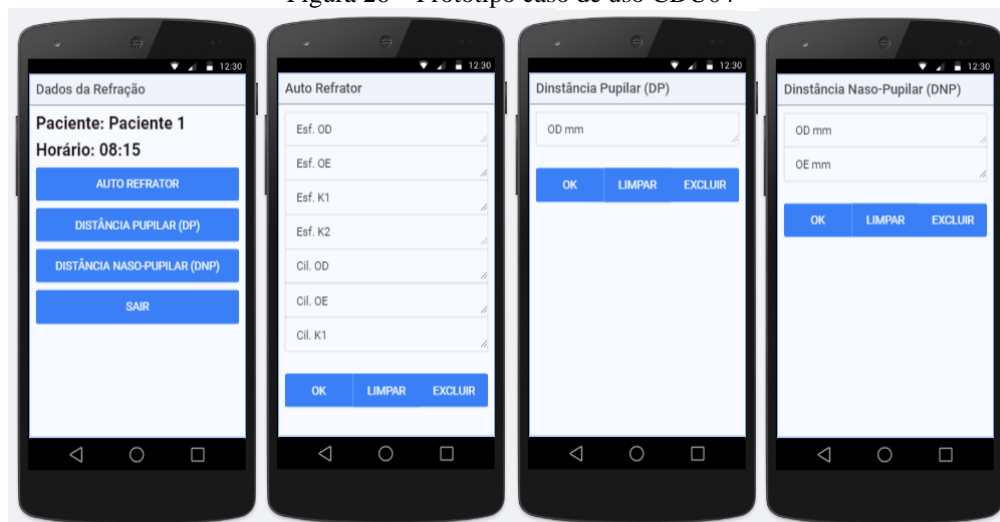 Figura 26 – Protótipo caso de uso CDU04
12:30
Dados da Refração
Paciente: Paciente 1
Horário: 08:15
AUTO REFRATOR
DISTÂNCIA PUPILAR (DP)
DISTÂNCIA NASO-PUPILAR (DNP)
SAIR
12:30
Auto Refrator
Esf. OD
Esf. OE
Esf. K1
Esf. K2
Cil. OD
Cil. OE
Cil. K1
OK LIMPAR EXCLUIR
12:30
Dinstância Pupilar (DP)
OD mm
OK LIMPAR EXCLUIR
12:30
Dinstância Naso-Pupilar (DNP)
OD mm
OE mm
OK LIMPAR EXCLUIR